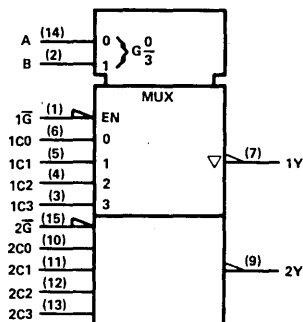 A (14) 0
B (2) 1
} G 0/3
MUX
1G̅ (1) EN
1C0 (6) 0
1C1 (5) 1
1C2 (4) 2
1C3 (3) 3
▽ (7) 1Y
2G̅ (15)
2C0 (10)
2C1 (11)
2C2 (12)
2C3 (13)
(9) 2Y